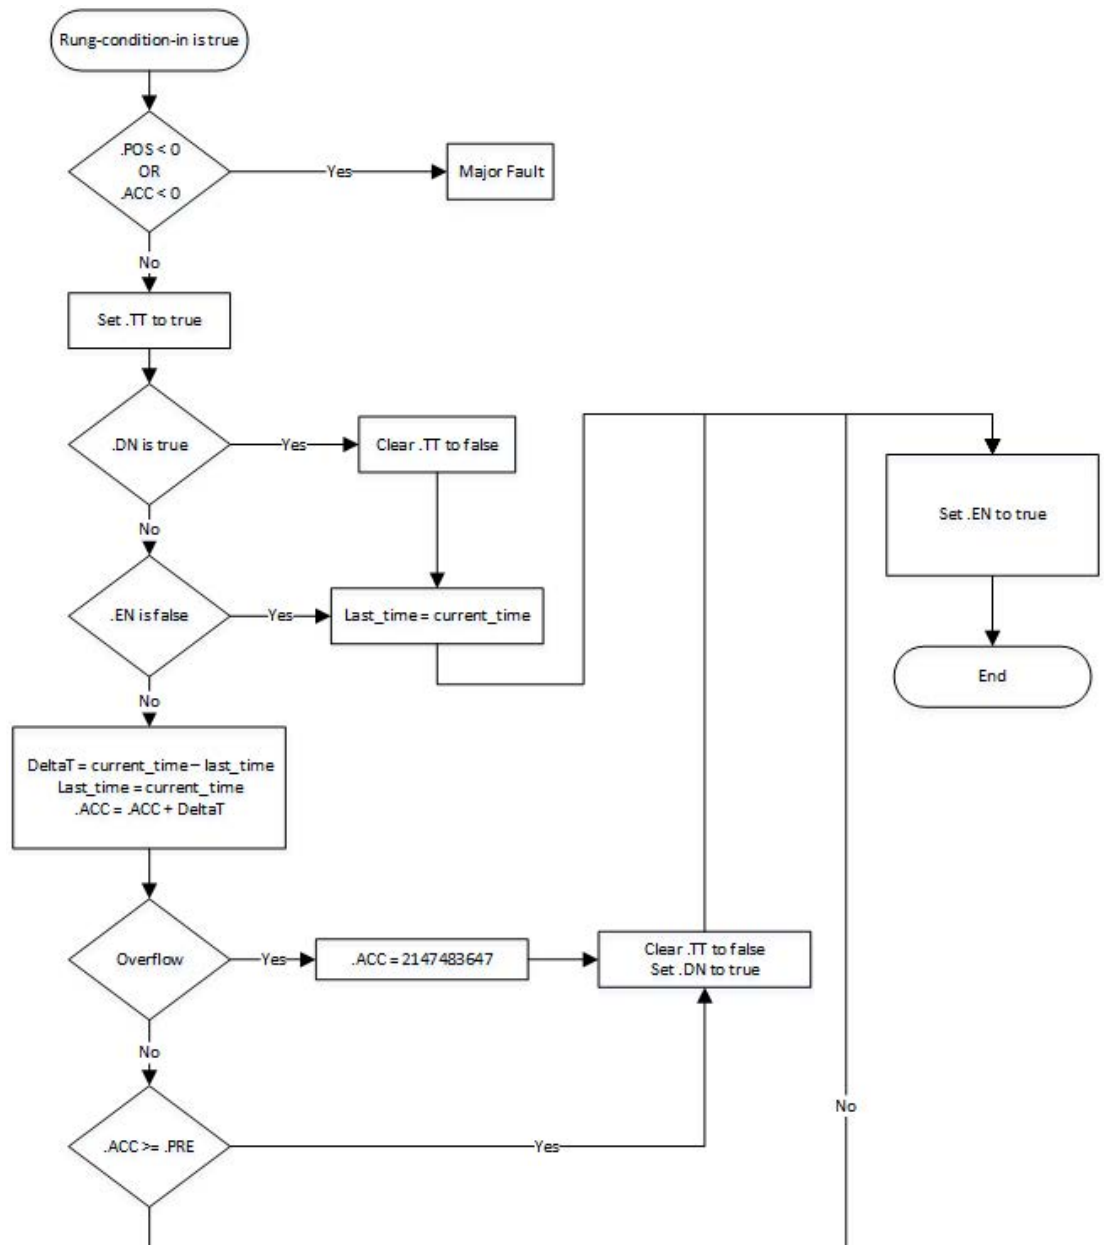 Rung-condition-in is true
.POS < 0
OR
.ACC < 0
Yes
Major Fault
No
Set .TT to true
.DN is true
Yes
Clear .TT to false
Set .EN to true
No
.EN is false
Yes
Last_time = current_time
End
No
DeltaT = current_time – last_time
Last_time = current_time
.ACC = .ACC + DeltaT
Overflow
Yes
.ACC = 2147483647
Clear .TT to false
Set .DN to true
No
No
.ACC >= .PRE
Yes